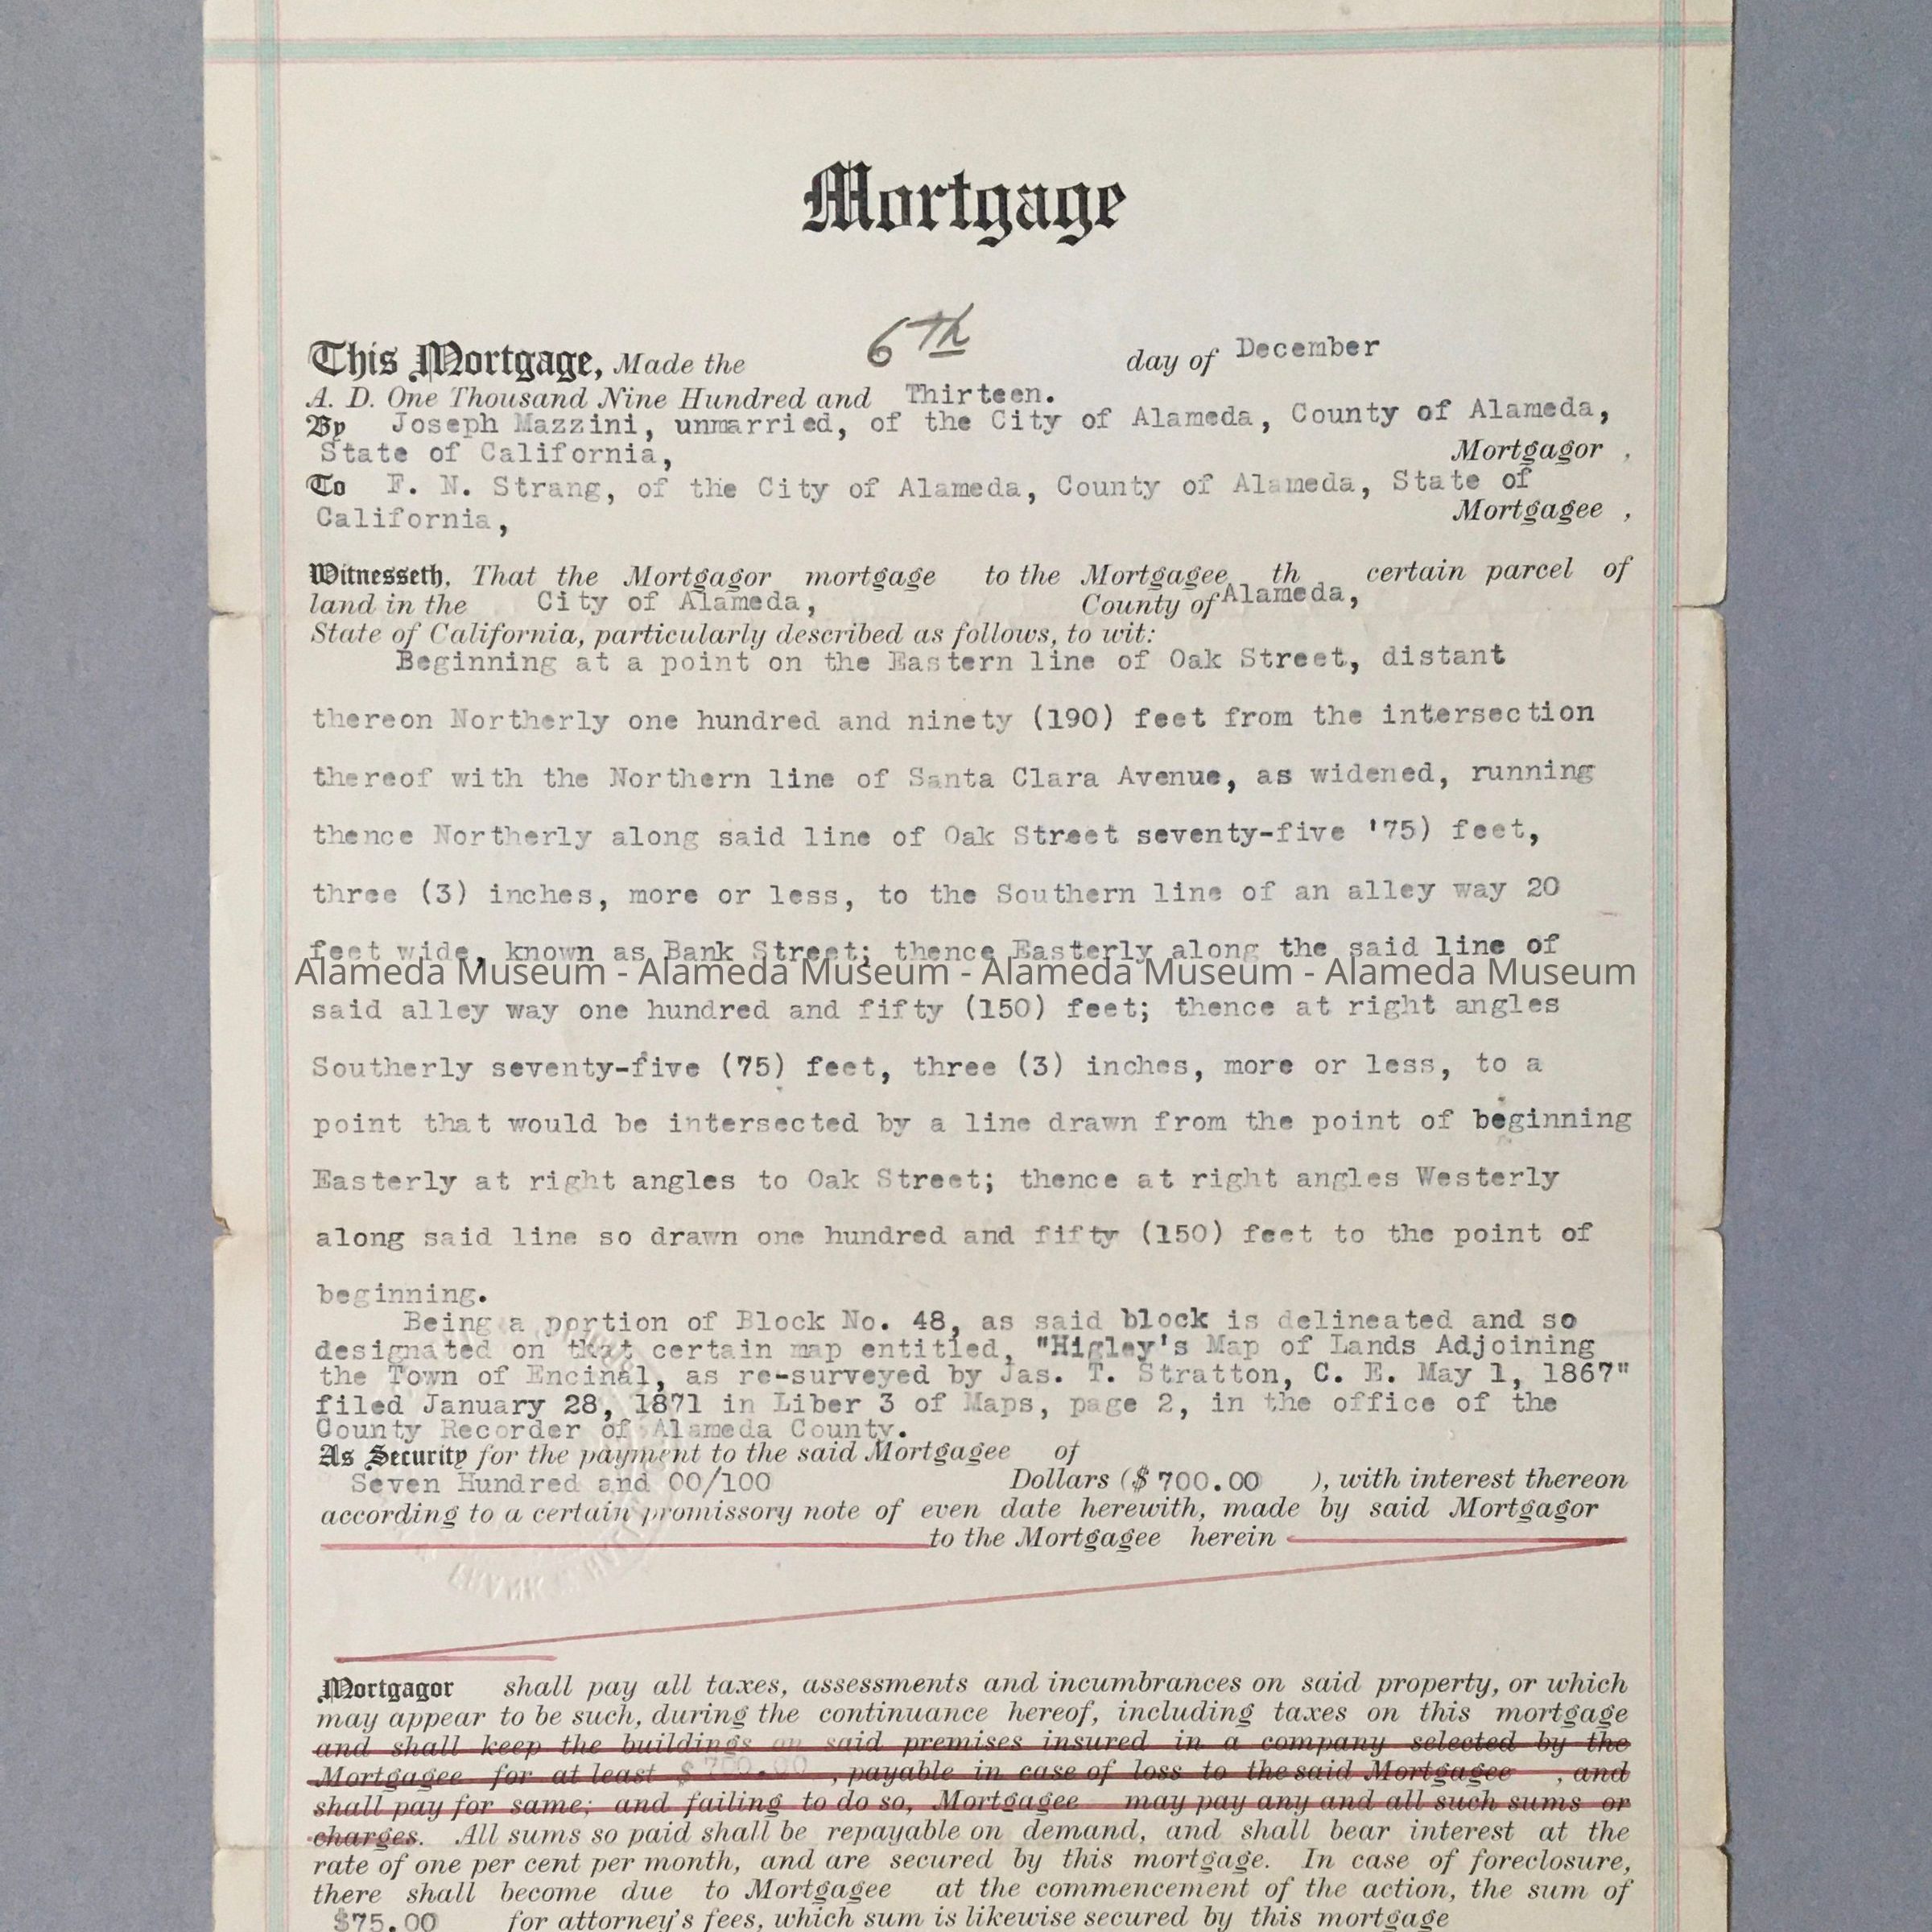 Mortgage
6th
This Mortgage, Made the day of December
A. D. One Thousand Nine Hundred and Thirteen.
By Joseph Mazzini, unmarried, of the City of Alameda, County of Alameda,
State of California, Mortgagor ,
To F. N. Strang, of the City of Alameda, County of Alameda, State of
California, Mortgagee ,
Witnesseth, That the Mortgagor mortgage to the Mortgagee th certain parcel of
land in the City of Alameda, County of Alameda,
State of California, particularly described as follows, to wit:
Beginning at a point on the Eastern line of Oak Street, distant
thereon Northerly one hundred and ninety (190) feet from the intersection
thereof with the Northern line of Santa Clara Avenue, as widened, running
thence Northerly along said line of Oak Street seventy-five '75) feet,
three (3) inches, more or less, to the Southern line of an alley way 20
feet wide, known as Bank Street; thence Easterly along the said line of
Alameda Museum - Alameda Museum - Alameda Museum - Alameda Museum
said alley way one hundred and fifty (150) feet; thence at right angles
Southerly seventy-five (75) feet, three (3) inches, more or less, to a
point that would be intersected by a line drawn from the point of beginning
Easterly at right angles to Oak Street; thence at right angles Westerly
along said line so drawn one hundred and fifty (150) feet to the point of
beginning.
Being a portion of Block No. 48, as said block is delineated and so
designated on that certain map entitled, "Higley's Map of Lands Adjoining
the Town of Encinal, as re-surveyed by Jas. T. Stratton, C. E. May 1, 1867"
filed January 28, 1871 in Liber 3 of Maps, page 2, in the office of the
County Recorder of Alameda County.
As Security for the payment to the said Mortgagee of
Seven Hundred and 00/100 Dollars ($ 700.00 ), with interest thereon
according to a certain promissory note of even date herewith, made by said Mortgagor
to the Mortgagee herein
Mortgagor shall pay all taxes, assessments and incumbrances on said property, or which
may appear to be such, during the continuance hereof, including taxes on this mortgage
and shall keep the buildings on said premises insured in a company selected by the
Mortgagee for at least $ 700.00 , payable in case of loss to the said Mortgagee , and
shall pay for same; and failing to do so, Mortgagee may pay any and all such sums or
charges. All sums so paid shall be repayable on demand, and shall bear interest at the
rate of one per cent per month, and are secured by this mortgage. In case of foreclosure,
there shall become due to Mortgagee at the commencement of the action, the sum of
$75.00 for attorney's fees, which sum is likewise secured by this mortgage